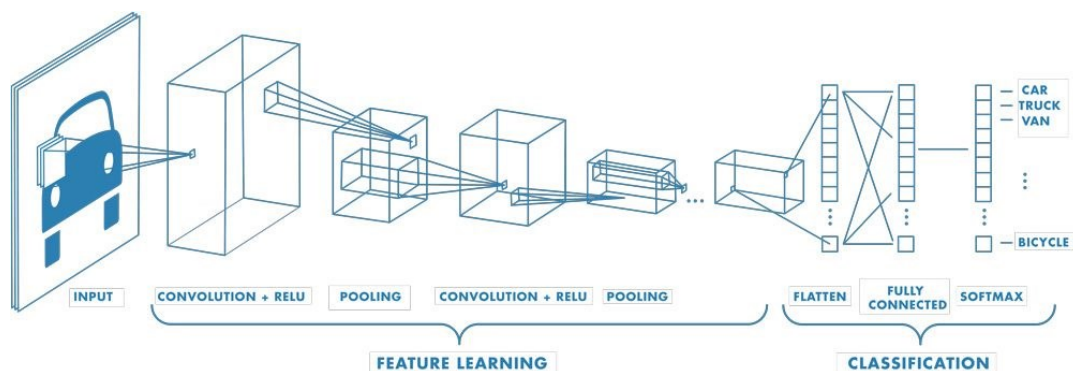 CAR
TRUCK
VAN
BICYCLE
INPUT
CONVOLUTION + RELU
POOLING
CONVOLUTION + RELU
POOLING
FLATTEN
FULLY
CONNECTED
SOFTMAX
FEATURE LEARNING
CLASSIFICATION